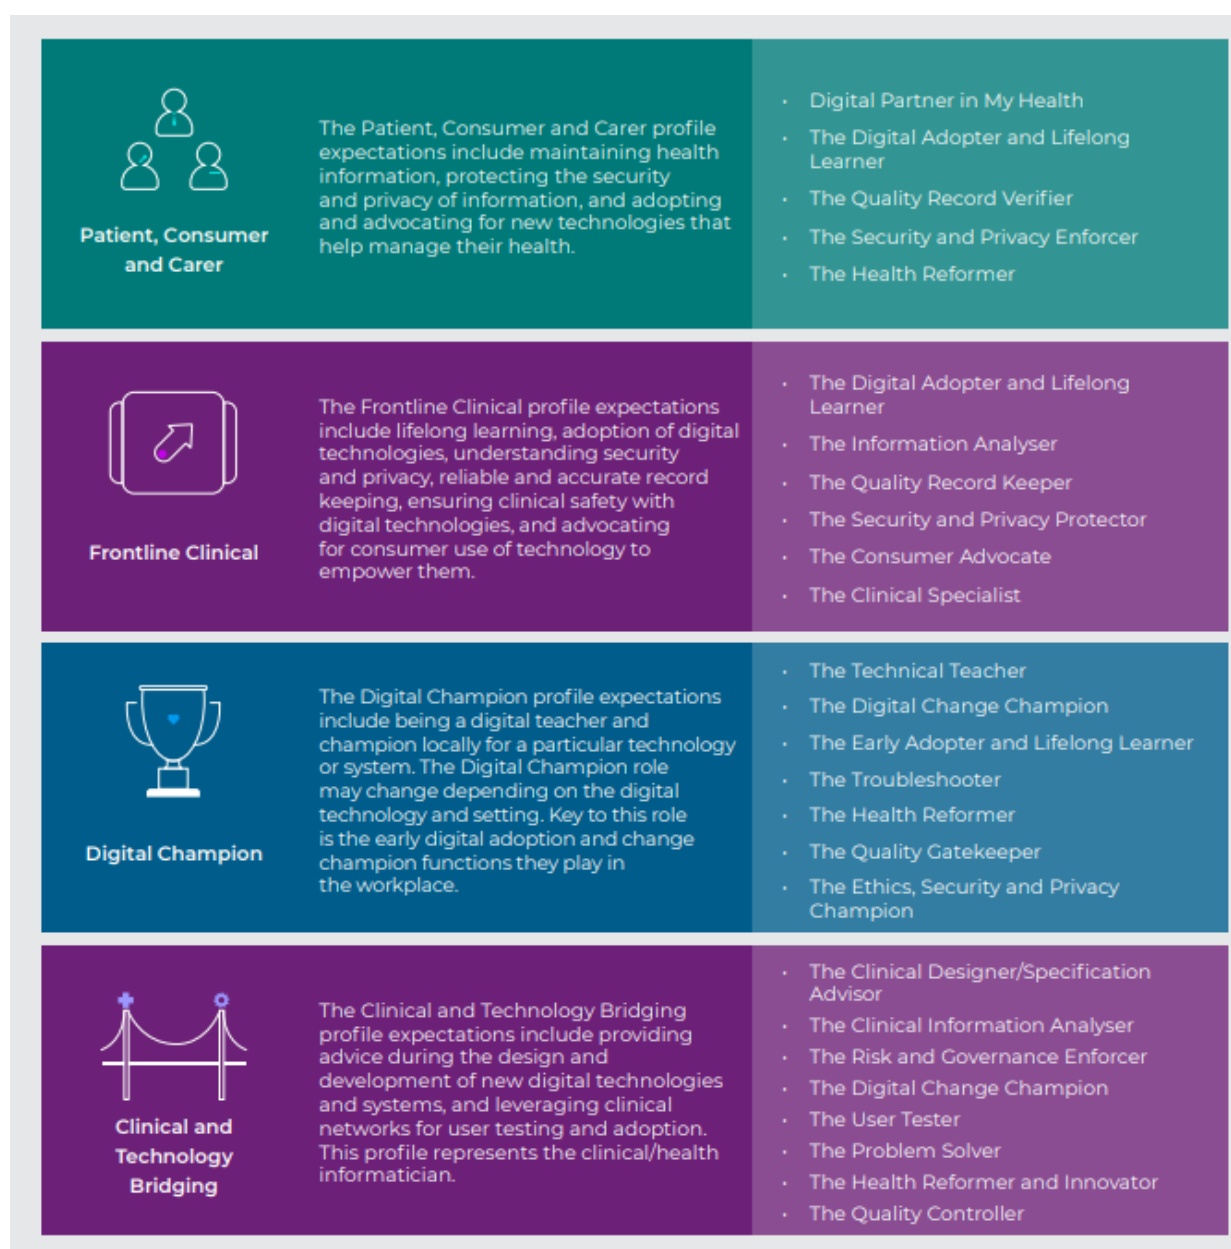 Patient, Consumer
and Carer
The Patient, Consumer and Carer profile
expectations include maintaining health
information, protecting the security
and privacy of information, and adopting
and advocating for new technologies that
help manage their health.
• Digital Partner in My Health
• The Digital Adopter and Lifelong
Learner
• The Quality Record Verifier
• The Security and Privacy Enforcer
• The Health Reformer
Frontline Clinical
The Frontline Clinical profile expectations
include lifelong learning, adoption of digital
technologies, understanding security
and privacy, reliable and accurate record
keeping, ensuring clinical safety with
digital technologies, and advocating
for consumer use of technology to
empower them.
• The Digital Adopter and Lifelong
Learner
• The Information Analyser
• The Quality Record Keeper
• The Security and Privacy Protector
• The Consumer Advocate
• The Clinical Specialist
Digital Champion
The Digital Champion profile expectations
include being a digital teacher and
champion locally for a particular technology
or system. The Digital Champion role
may change depending on the digital
technology and setting. Key to this role
is the early digital adoption and change
champion functions they play in
the workplace.
• The Technical Teacher
• The Digital Change Champion
• The Early Adopter and Lifelong Learner
• The Troubleshooter
• The Health Reformer
• The Quality Gatekeeper
• The Ethics, Security and Privacy
Champion
Clinical and
Technology
Bridging
The Clinical and Technology Bridging
profile expectations include providing
advice during the design and
development of new digital technologies
and systems, and leveraging clinical
networks for user testing and adoption.
This profile represents the clinical/health
informatician.
• The Clinical Designer/Specification
Advisor
• The Clinical Information Analyser
• The Risk and Governance Enforcer
• The Digital Change Champion
• The User Tester
• The Problem Solver
• The Health Reformer and Innovator
• The Quality Controller